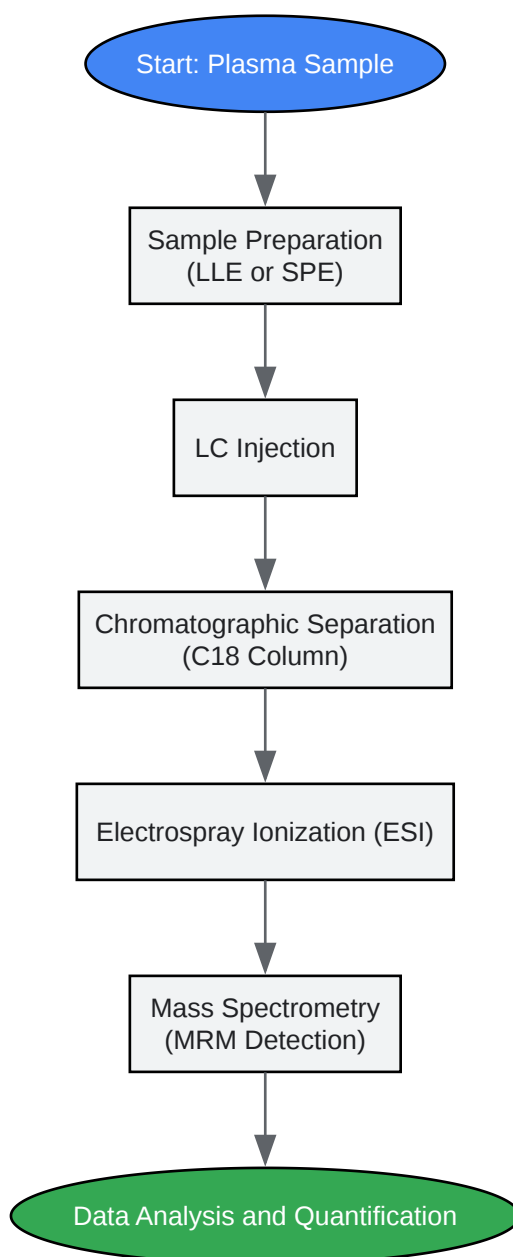 Start: Plasma Sample
Sample Preparation
(LLE or SPE)
LC Injection
Chromatographic Separation
(C18 Column)
Electrospray Ionization (ESI)
Mass Spectrometry
(MRM Detection)
Data Analysis and Quantification